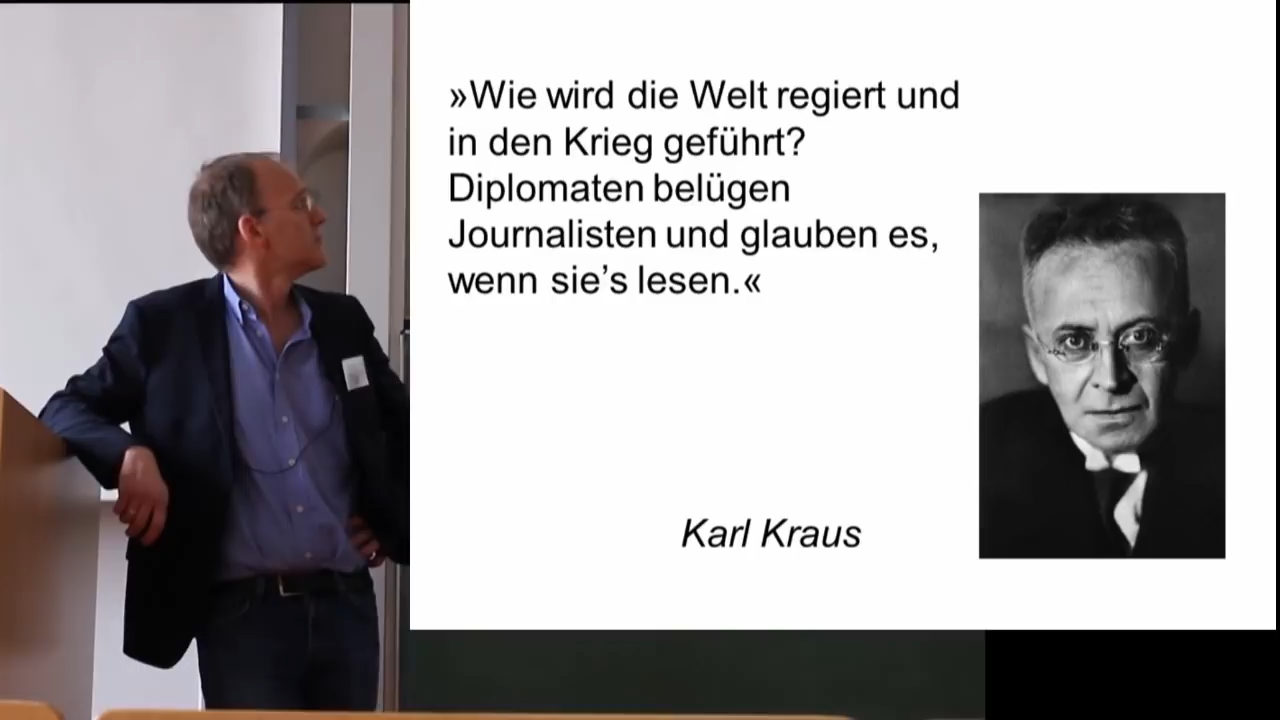 »Wie wird die Welt regiert und
in den Krieg geführt?
Diplomaten belügen
Journalisten und glauben es,
wenn sie’s lesen.«
Karl Kraus